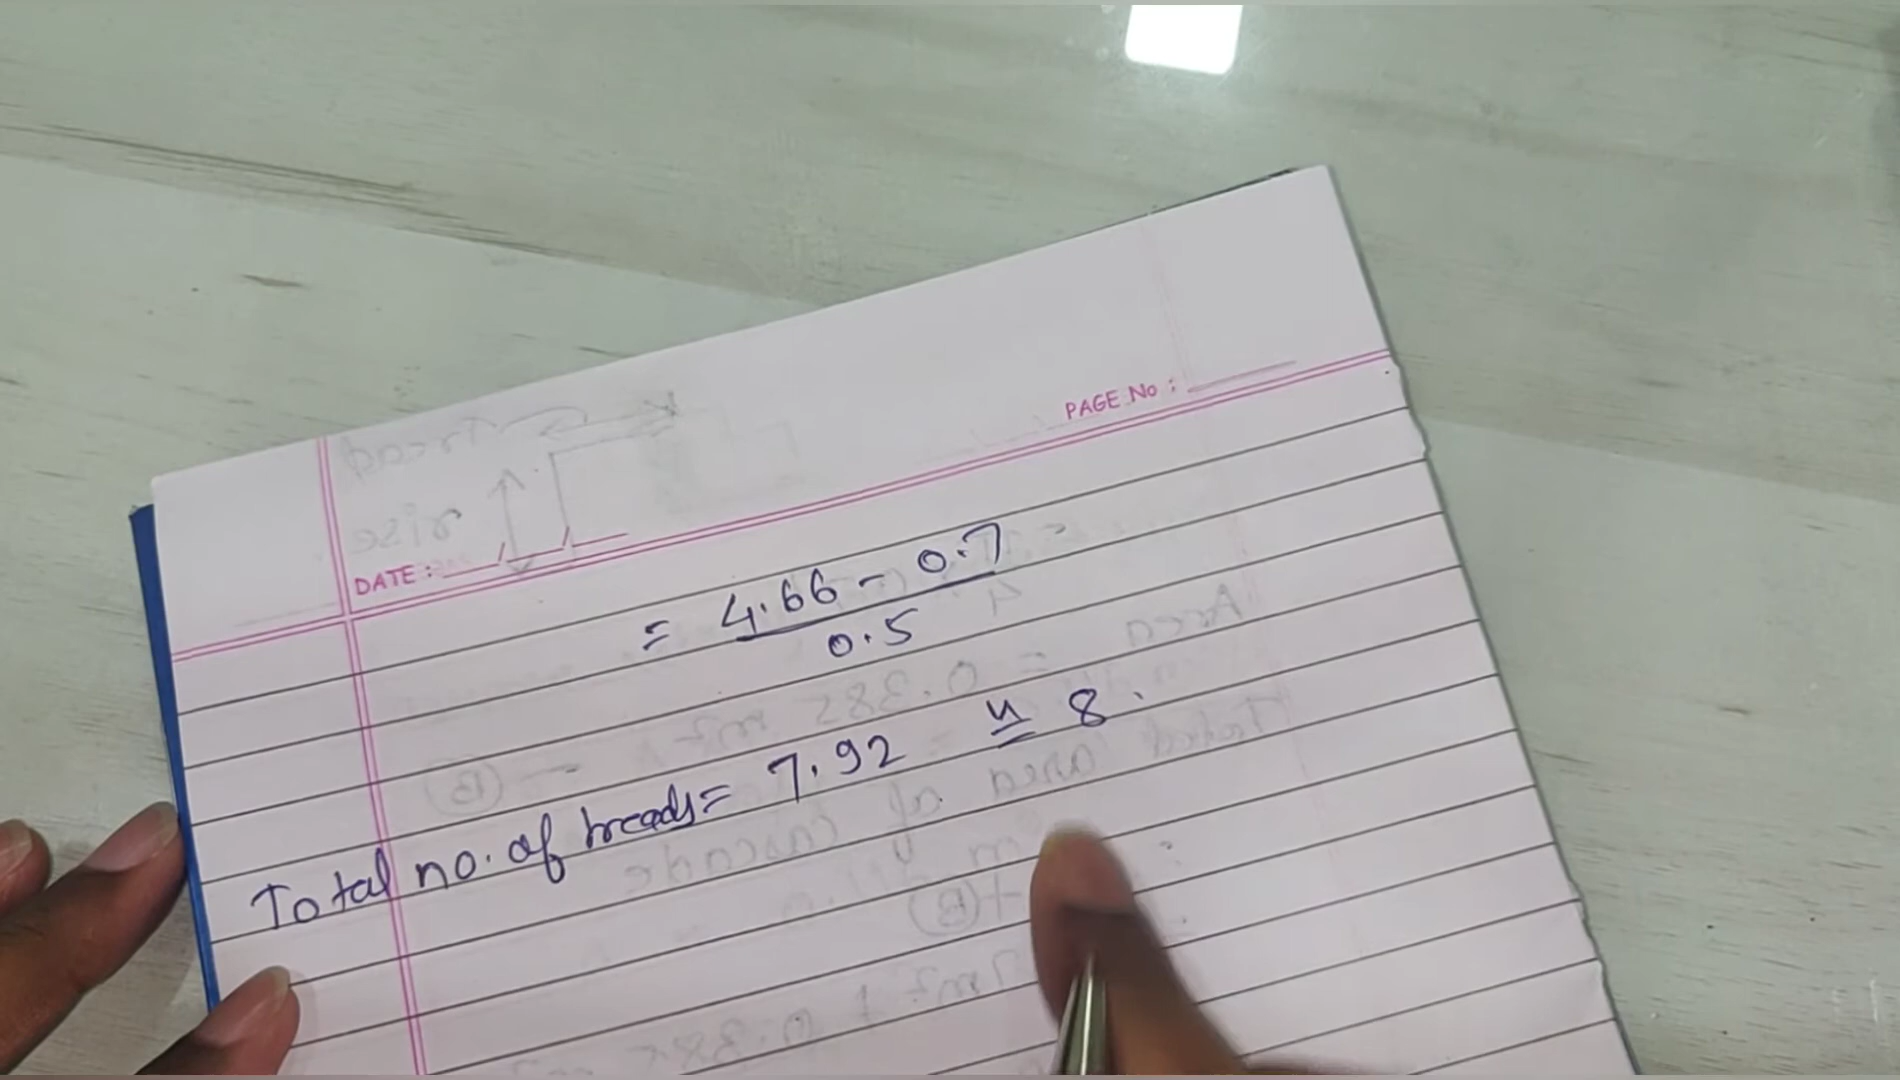 PAGE No :
DATE :
= 4.66 - 0.7
0.5
Total no. of treads = 7.92 ≈ 8.